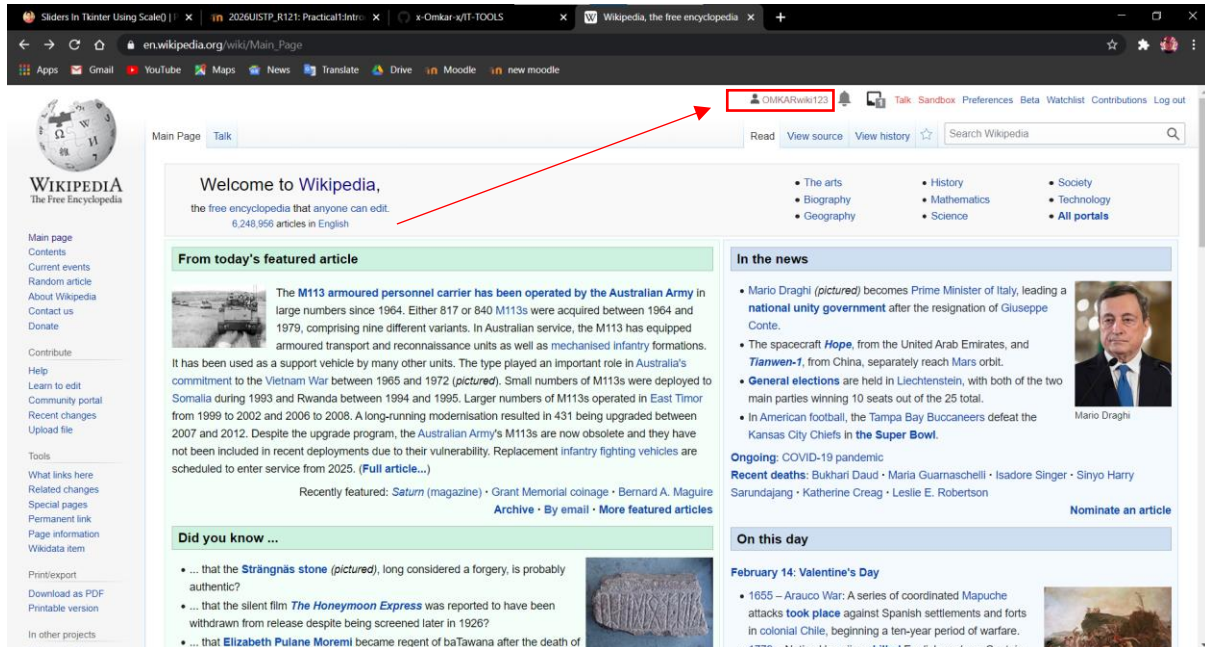 Sliders In Tkinter Using Scale() |
2026UISTP_R121: Practical1:Intro
x-Omkar-x/IT-TOOLS
Wikipedia, the free encyclopedia
en.wikipedia.org/wiki/Main_Page
Apps Gmail YouTube Maps News Translate Drive Moodle new moodle
OMKARwiki123 Talk Sandbox Preferences Beta Watchlist Contributions Log out
Main Page Talk Read View source View history Search Wikipedia
WIKIPEDIA
The Free Encyclopedia
Main page
Contents
Current events
Random article
About Wikipedia
Contact us
Donate
Contribute
Help
Learn to edit
Community portal
Recent changes
Upload file
Tools
What links here
Related changes
Special pages
Permanent link
Page information
Wikidata item
Print/export
Download as PDF
Printable version
In other projects
Welcome to Wikipedia,
the free encyclopedia that anyone can edit.
6,248,956 articles in English
• The arts
• Biography
• Geography
• History
• Mathematics
• Science
• Society
• Technology
• All portals
From today's featured article
The M113 armoured personnel carrier has been operated by the Australian Army in
large numbers since 1964. Either 817 or 840 M113s were acquired between 1964 and
1979, comprising nine different variants. In Australian service, the M113 has equipped
armoured transport and reconnaissance units as well as mechanised infantry formations.
It has been used as a support vehicle by many other units. The type played an important role in Australia's
commitment to the Vietnam War between 1965 and 1972 (pictured). Small numbers of M113s were deployed to
Somalia during 1993 and Rwanda between 1994 and 1995. Larger numbers of M113s operated in East Timor
from 1999 to 2002 and 2006 to 2008. A long-running modernisation resulted in 431 being upgraded between
2007 and 2012. Despite the upgrade program, the Australian Army's M113s are now obsolete and they have
not been included in recent deployments due to their vulnerability. Replacement infantry fighting vehicles are
scheduled to enter service from 2025. (Full article...)
Recently featured: Saturn (magazine) · Grant Memorial coinage · Bernard A. Maguire
Archive · By email · More featured articles
Did you know ...
• ... that the Strängnäs stone (pictured), long considered a forgery, is probably
authentic?
• ... that the silent film The Honeymoon Express was reported to have been
withdrawn from release despite being screened later in 1926?
• ... that Elizabeth Pulane Moremi became regent of baTawana after the death of
In the news
• Mario Draghi (pictured) becomes Prime Minister of Italy, leading a
national unity government after the resignation of Giuseppe
Conte.
• The spacecraft Hope, from the United Arab Emirates, and
Tianwen-1, from China, separately reach Mars orbit.
• General elections are held in Liechtenstein, with both of the two
main parties winning 10 seats out of the 25 total.
• In American football, the Tampa Bay Buccaneers defeat the
Kansas City Chiefs in the Super Bowl.
Mario Draghi
Ongoing: COVID-19 pandemic
Recent deaths: Bukhari Daud · Maria Guarnaschelli · Isadore Singer · Sinyo Harry
Sarundajang · Katherine Creag · Leslie E. Robertson
Nominate an article
On this day
February 14: Valentine's Day
• 1655 – Arauco War: A series of coordinated Mapuche
attacks took place against Spanish settlements and forts
in colonial Chile, beginning a ten-year period of warfare.